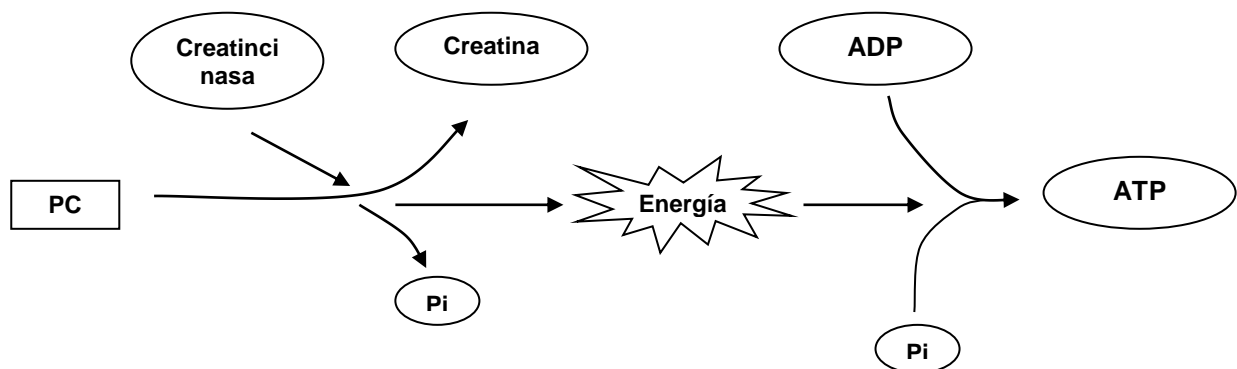 Creatinci
nasa
Creatina
ADP
PC
Energía
ATP
Pi
Pi